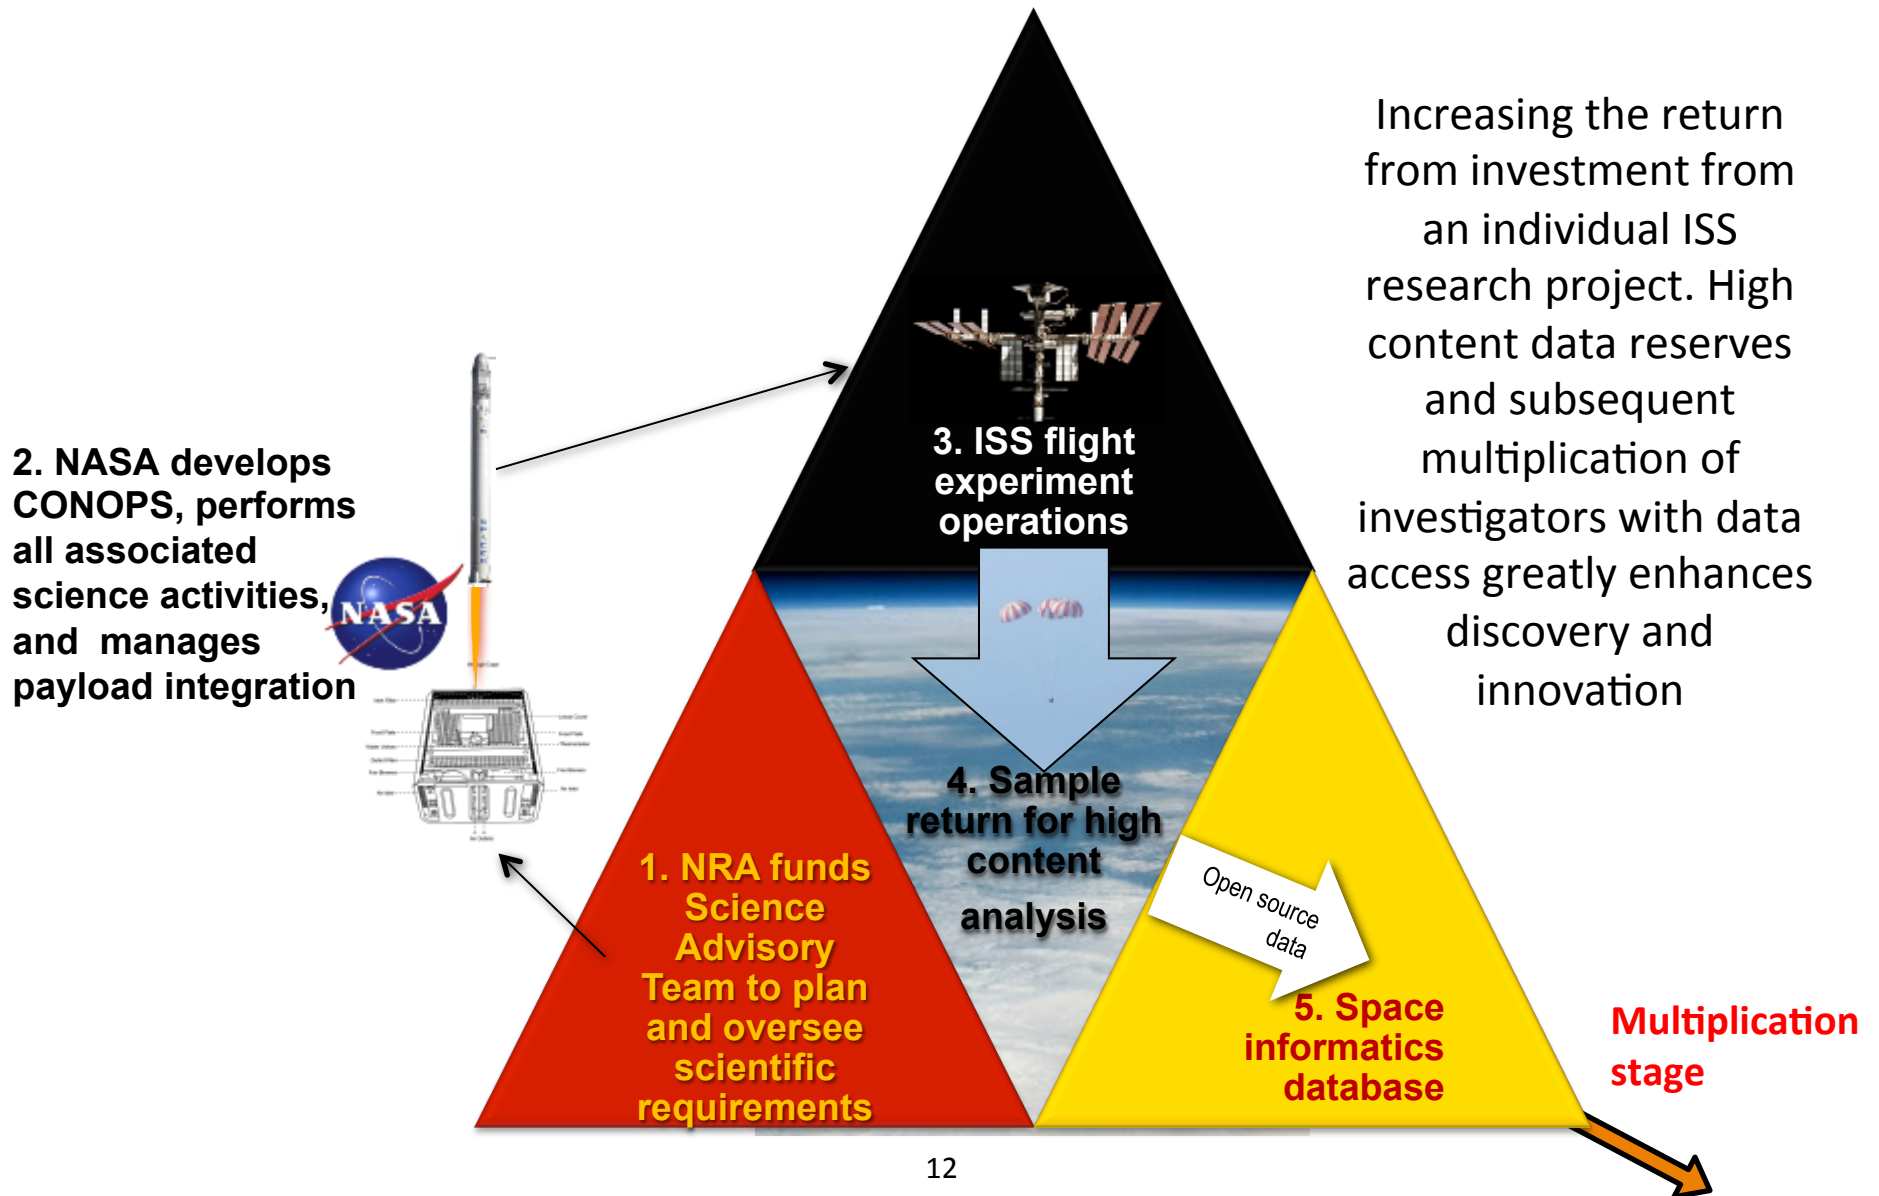 Increasing the return
from investment from
an individual ISS
research project. High
content data reserves
and subsequent
multiplication of
investigators with data
access greatly enhances
discovery and
innovation
2. NASA develops
CONOPS, performs
all associated
science activities,
and  manages
payload integration
NASA
3. ISS flight
experiment
operations
4. Sample
return for high
content
analysis
1. NRA funds
Science
Advisory
Team to plan
and oversee
scientific
requirements
Open source
data
5. Space
informatics
database
Multiplication
stage
12